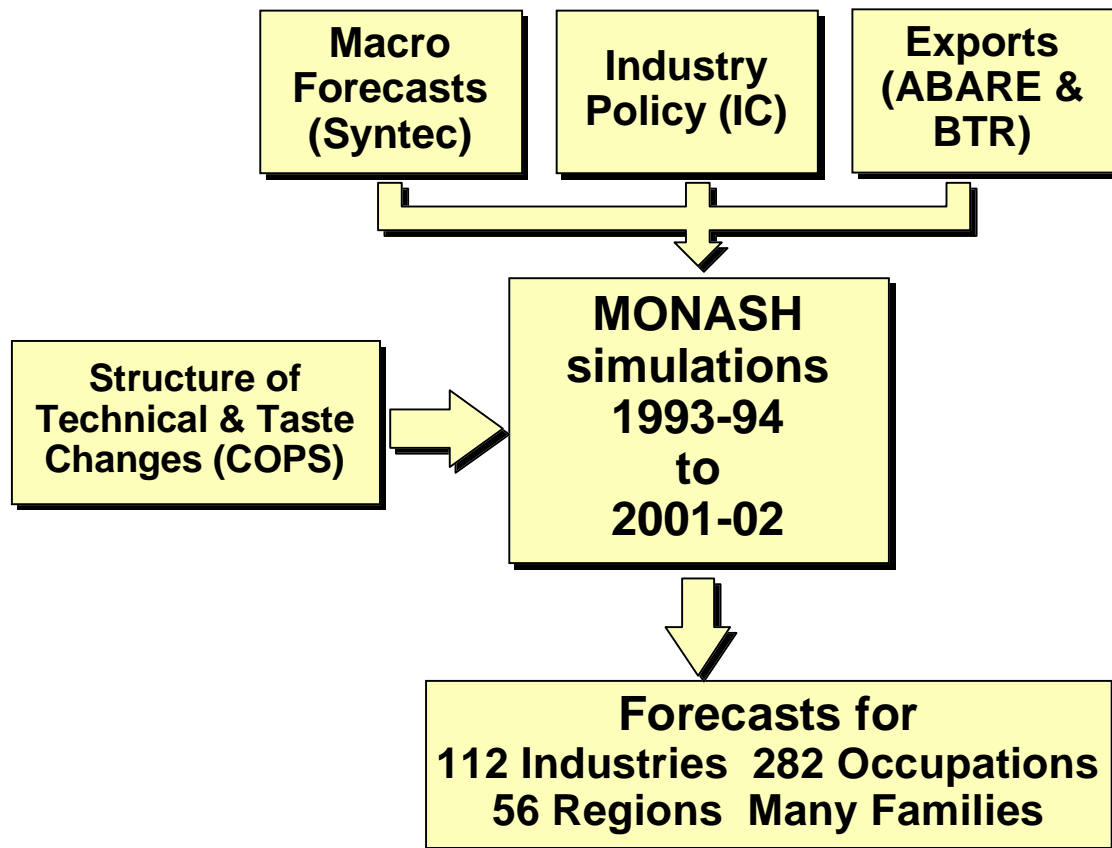 Macro
Forecasts
(Syntec)
Industry
Policy (IC)
Exports
(ABARE &
BTR)
Structure of
Technical & Taste
Changes (COPS)
MONASH
simulations
1993-94
to
2001-02
Forecasts for
112 Industries 282 Occupations
56 Regions Many Families